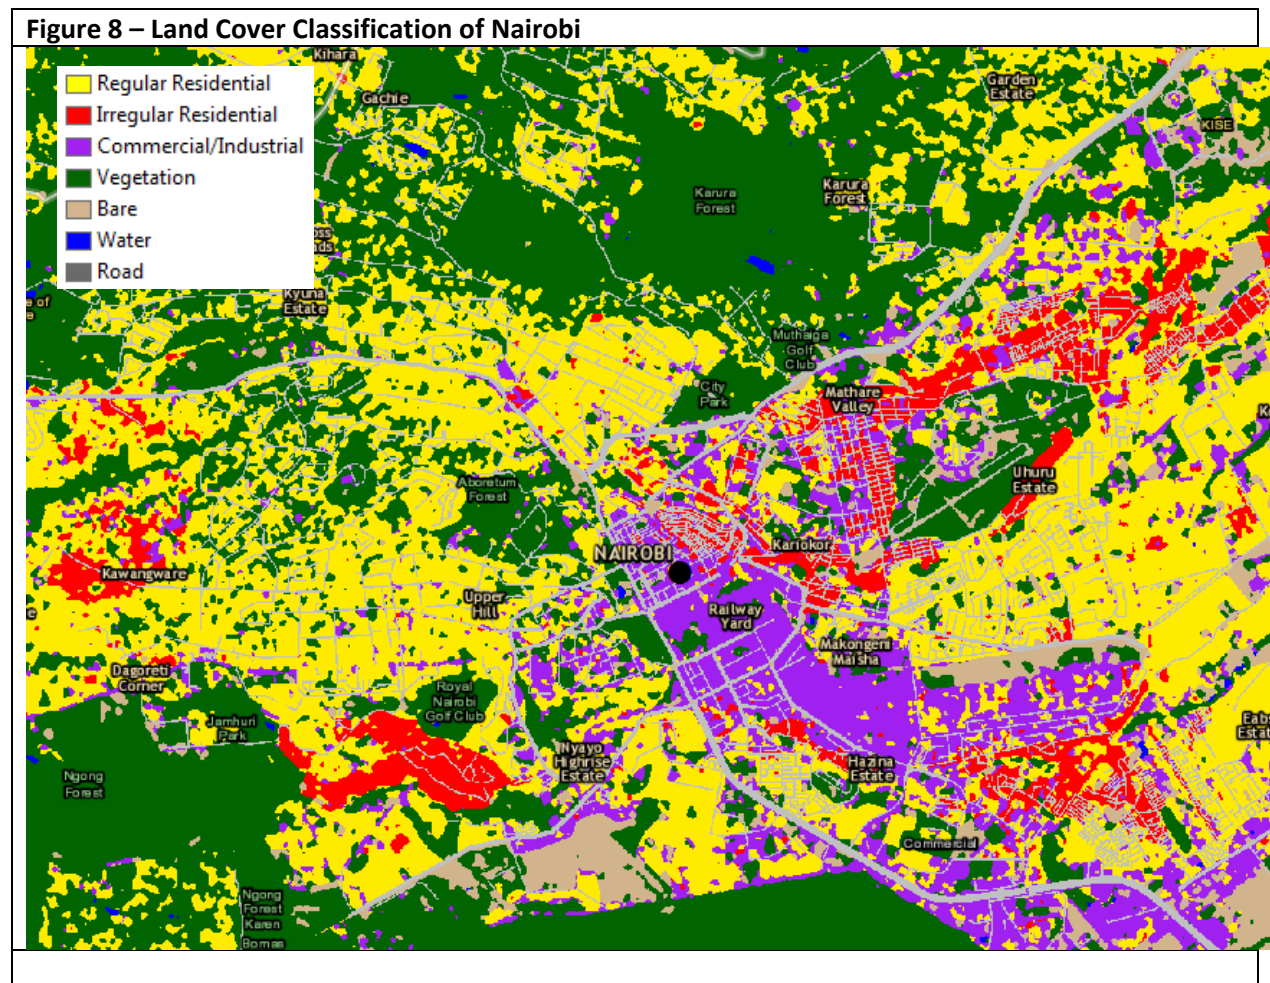 Figure 8 – Land Cover Classification of Nairobi
Kihara
Regular Residential
Irregular Residential
Commercial/Industrial
Vegetation
Bare
Water
Road
Gachie
Garden
Estate
KISE
Karura
Forest
Karura
Forest
Kyuna
Estate
Muthaiga
Golf
Club
City
Park
Mathare
Valley
Aboretum
Forest
Uhuru
Estate
NAIROBI
Kariokor
Kawangware
Upper
Hill
Railway
Yard
Makongeni
Maisha
Dagoreti
Corner
Royal
Nairobi
Golf Club
Jamhuri
Park
Nyayo
Highrise
Estate
Hazina
Estate
Ngong
Forest
Commercial
Ngong
Forest
Karen
Bomas